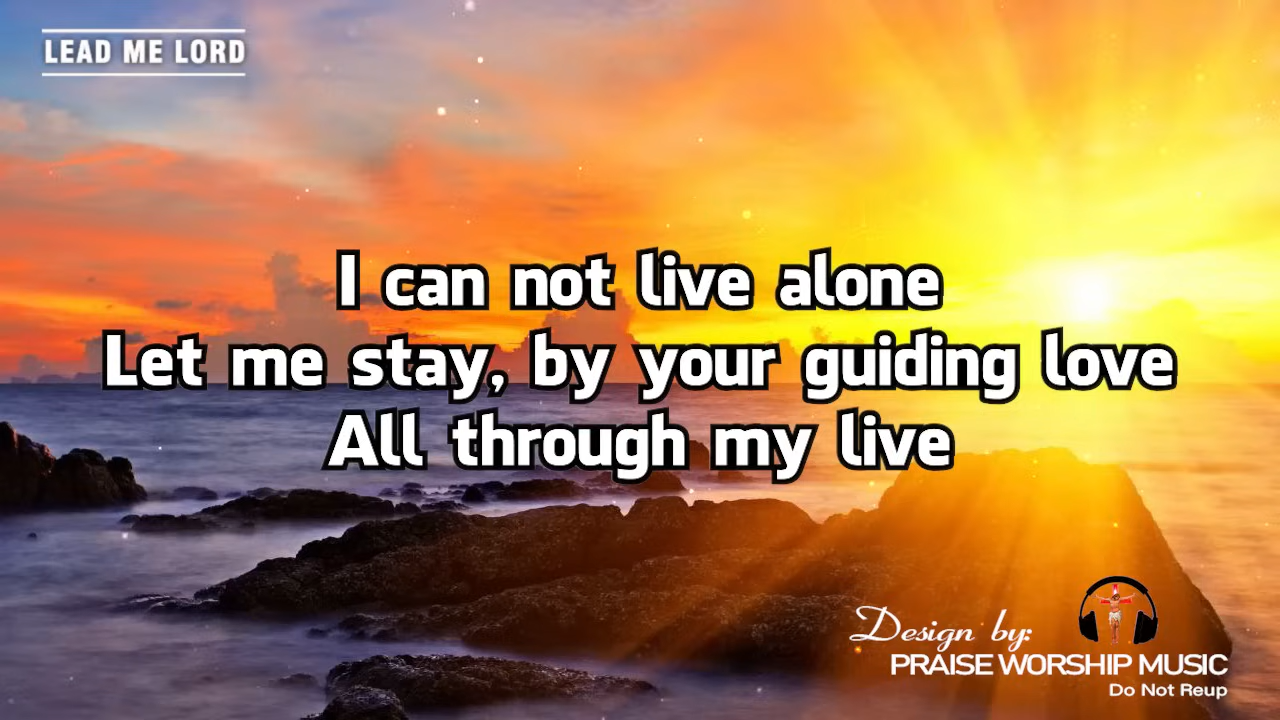 LEAD ME LORD
I can not live alone
Let me stay, by your guiding love
All through my live
Design by:
PRAISE WORSHIP MUSIC
Do Not Reup